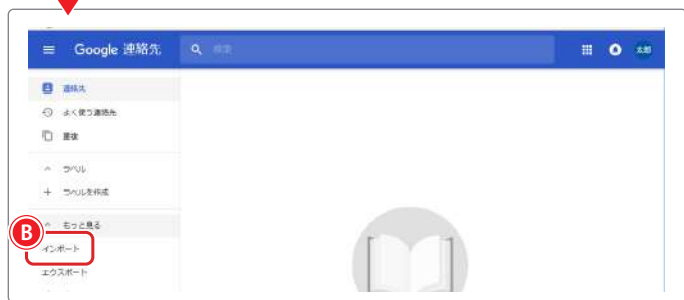 Google 連絡先
検索
太郎
連絡先
よく使う連絡先
重複
ラベル
ラベルを作成
もっと見る
B
インポート
エクスポート